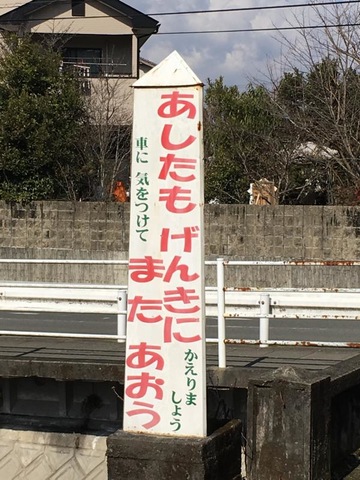 あしたも げんきに
かえりましょう
車に 気をつけて
また あおう